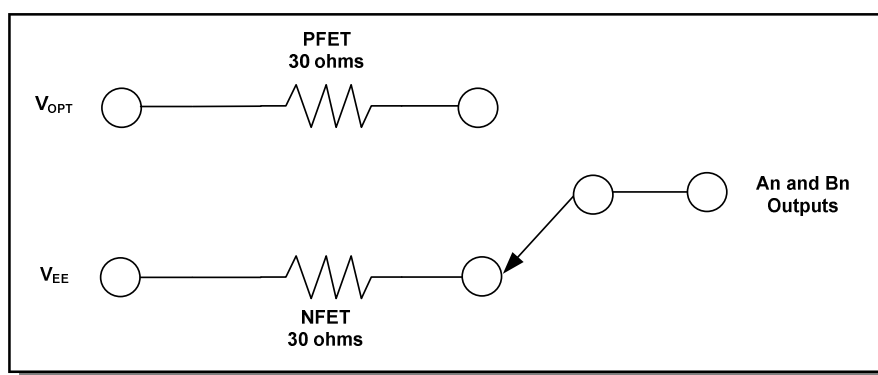 PFET
30 ohms
VOPT
An and Bn
Outputs
VEE
NFET
30 ohms